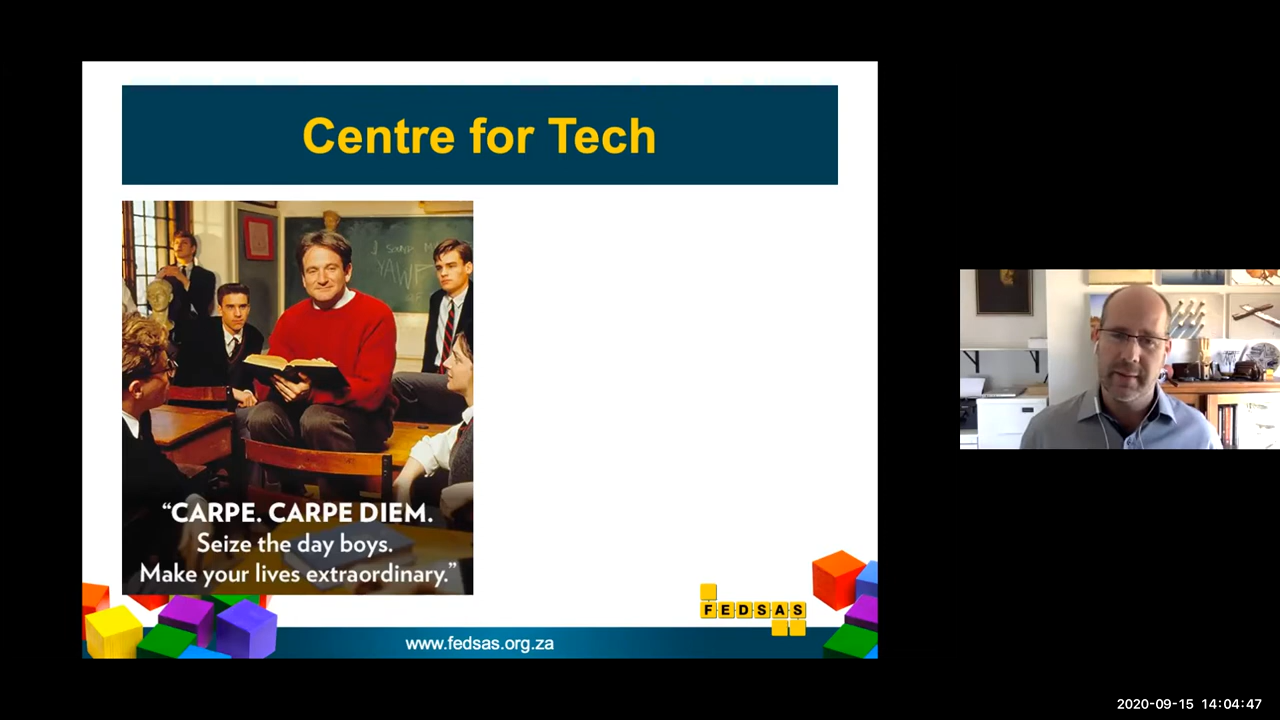 Centre for Tech
YAWP
“CARPE. CARPE DIEM.
Seize the day boys.
Make your lives extraordinary.”
FEDSAS
www.fedsas.org.za
2020-09-15 14:04:47